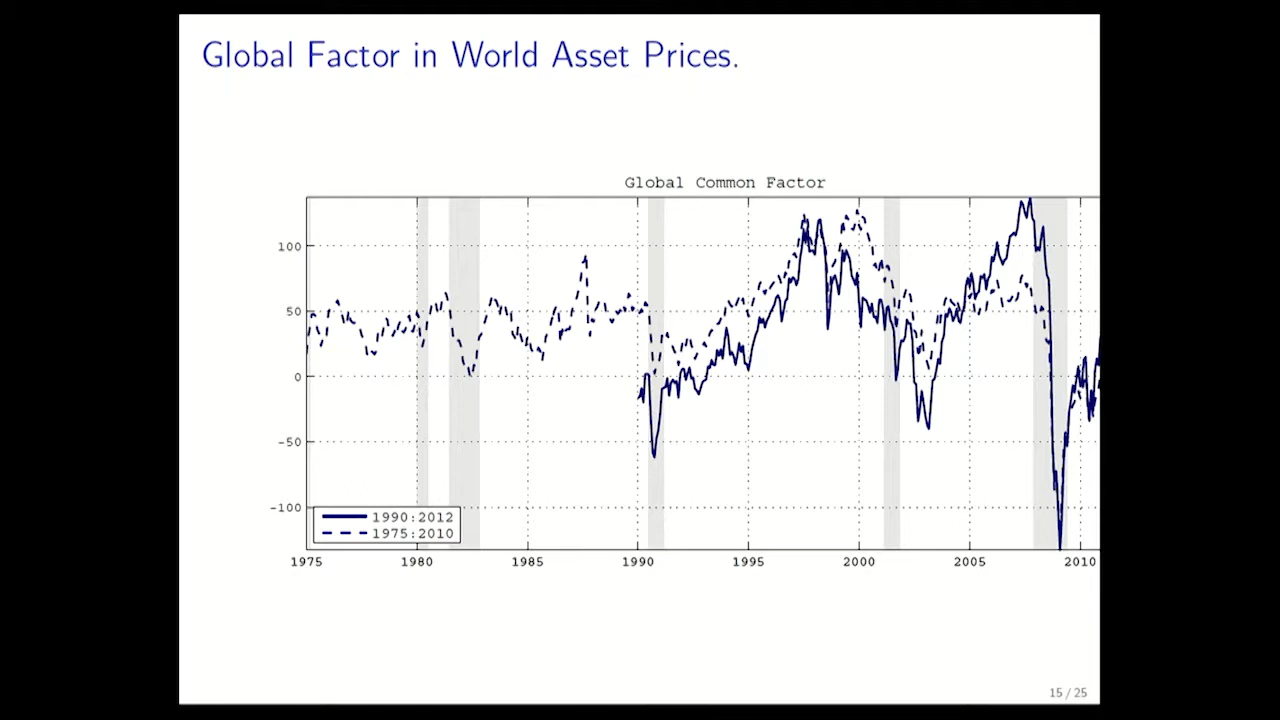 Global Factor in World Asset Prices.
Global Common Factor
100
50
0
-50
-100
1990:2012
1975:2010
1975 1980 1985 1990 1995 2000 2005 2010
15 / 25